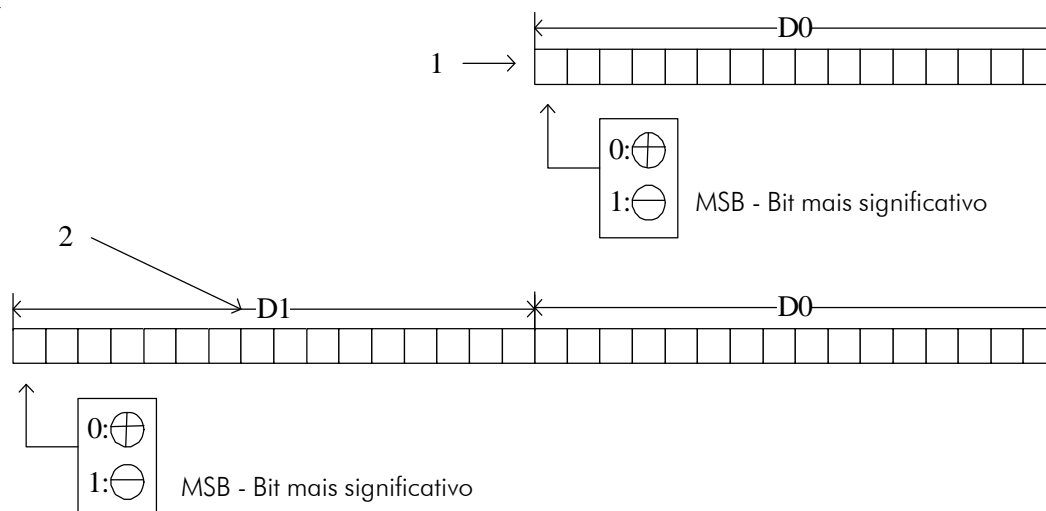 D0
1
0:
1:
MSB - Bit mais significativo
2
D1
D0
0:
1:
MSB - Bit mais significativo